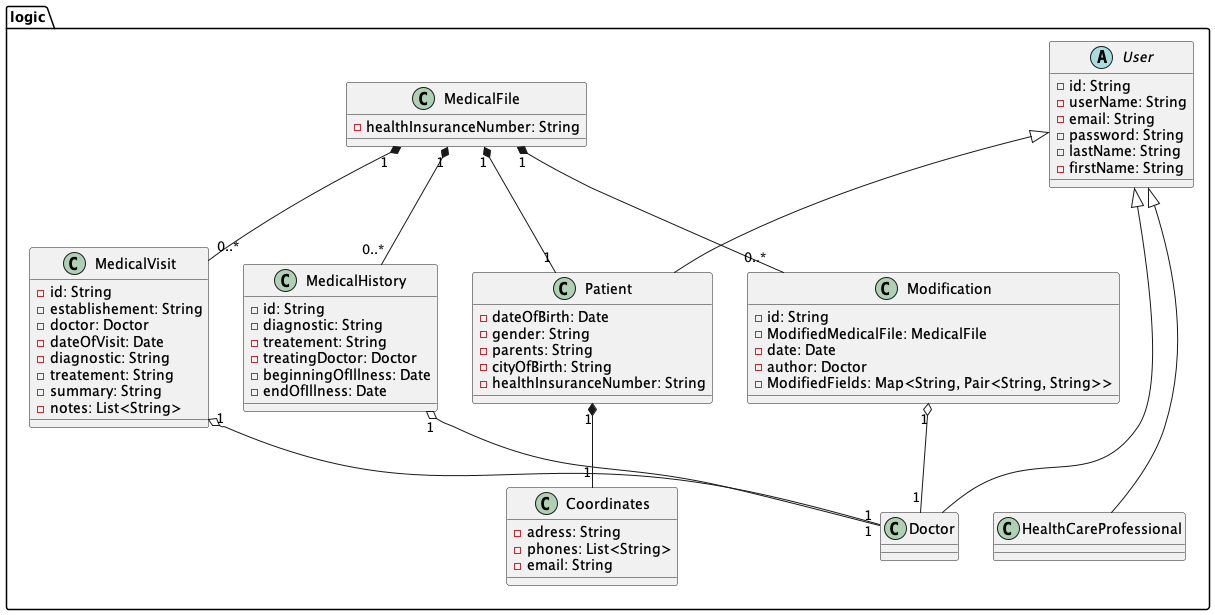 logic
A User
id: String
userName: String
email: String
password: String
lastName: String
firstName: String
C MedicalFile
healthInsuranceNumber: String
1
1
1
1
0..*
0..*
1
0..*
C MedicalVisit
id: String
establishement: String
doctor: Doctor
dateOfVisit: Date
diagnostic: String
treatement: String
summary: String
notes: List<String>
C MedicalHistory
id: String
diagnostic: String
treatement: String
treatingDoctor: Doctor
beginningOfIllness: Date
endOfIllness: Date
C Patient
dateOfBirth: Date
gender: String
parents: String
cityOfBirth: String
healthInsuranceNumber: String
C Modification
id: String
ModifiedMedicalFile: MedicalFile
date: Date
author: Doctor
ModifiedFields: Map<String, Pair<String, String>>
1
1
1
1
1
1
1
1
C Coordinates
adress: String
phones: List<String>
email: String
C Doctor
C HealthCareProfessional